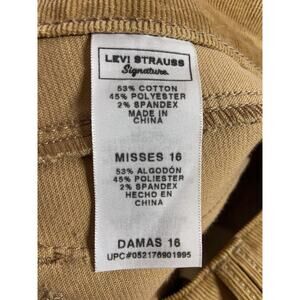 LEVI STRAUSS
Signature.
53% COTTON
45% POLYESTER
2% SPANDEX
MADE IN
CHINA
MISSES 16
53% ALGODÓN
45% POLIESTER
2% SPANDEX
HECHO EN
CHINA
DAMAS 16
UPC#052176901995